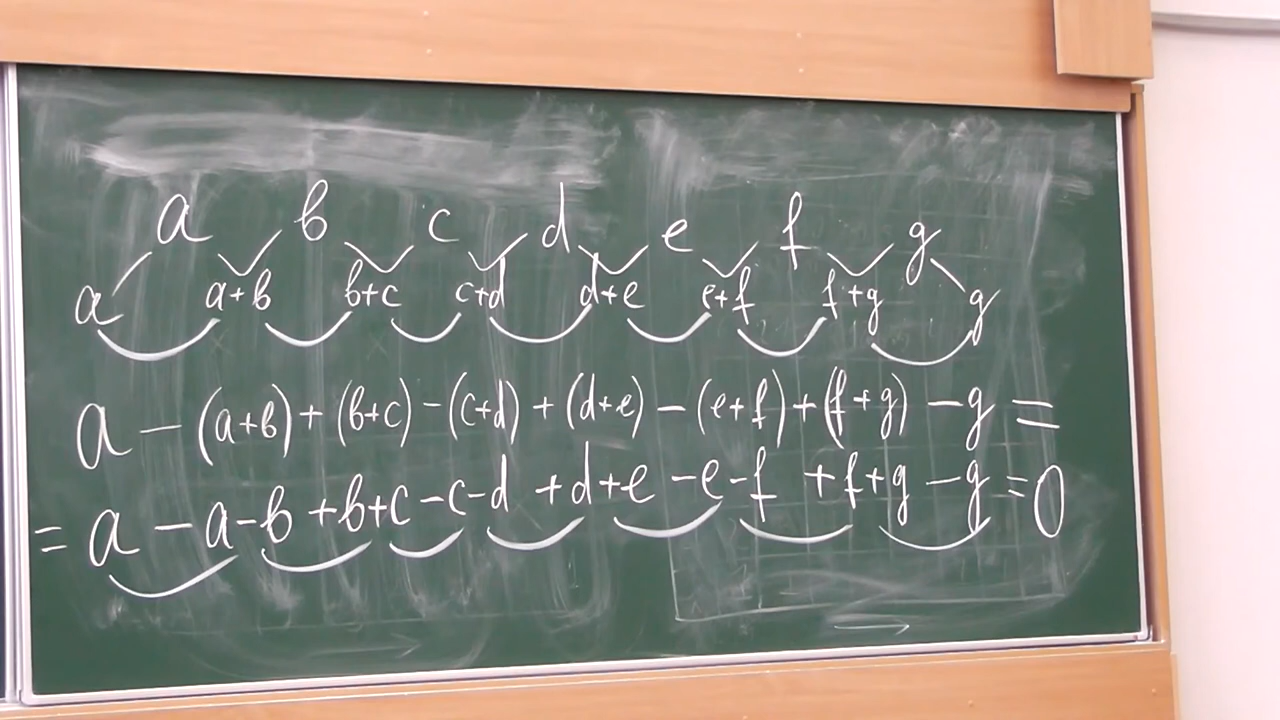 a b c d e f g
a a+b b+c c+d d+e e+f f+g g
a - (a+b) + (b+c) - (c+d) + (d+e) - (e+f) + (f+g) - g =
= a - a - b + b + c - c - d + d + e - e - f + f + g - g = 0